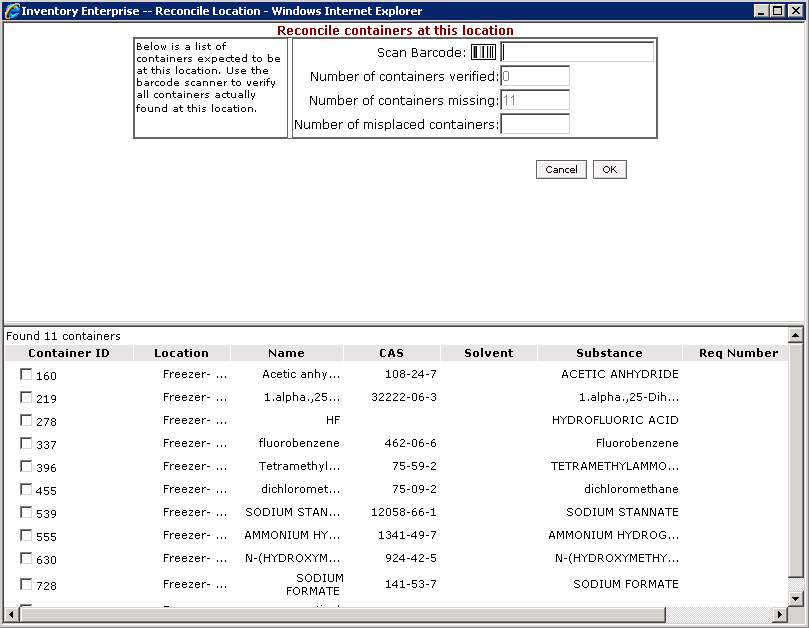 Inventory Enterprise -- Reconcile Location - Windows Internet Explorer
Reconcile containers at this location
Below is a list of
containers expected to be
at this location. Use the
barcode scanner to verify
all containers actually
found at this location.
Scan Barcode:
Number of containers verified: 0
Number of containers missing: 11
Number of misplaced containers:
Cancel OK
Found 11 containers
Container ID Location Name CAS Solvent Substance Req Number
160 Freezer- ... Acetic anhy... 108-24-7 ACETIC ANHYDRIDE
219 Freezer- ... 1.alpha.,25... 32222-06-3 1.alpha.,25-Dih...
278 Freezer- ... HF HYDROFLUORIC ACID
337 Freezer- ... fluorobenzene 462-06-6 Fluorobenzene
396 Freezer- ... Tetramethyl... 75-59-2 TETRAMETHYLAMMO...
455 Freezer- ... dichloromet... 75-09-2 dichloromethane
539 Freezer- ... SODIUM STAN... 12058-66-1 SODIUM STANNATE
555 Freezer- ... AMMONIUM HY... 1341-49-7 AMMONIUM HYDROG...
630 Freezer- ... N-(HYDROXYM... 924-42-5 N-(HYDROXYMETHY...
728 Freezer- ... SODIUM FORMATE 141-53-7 SODIUM FORMATE